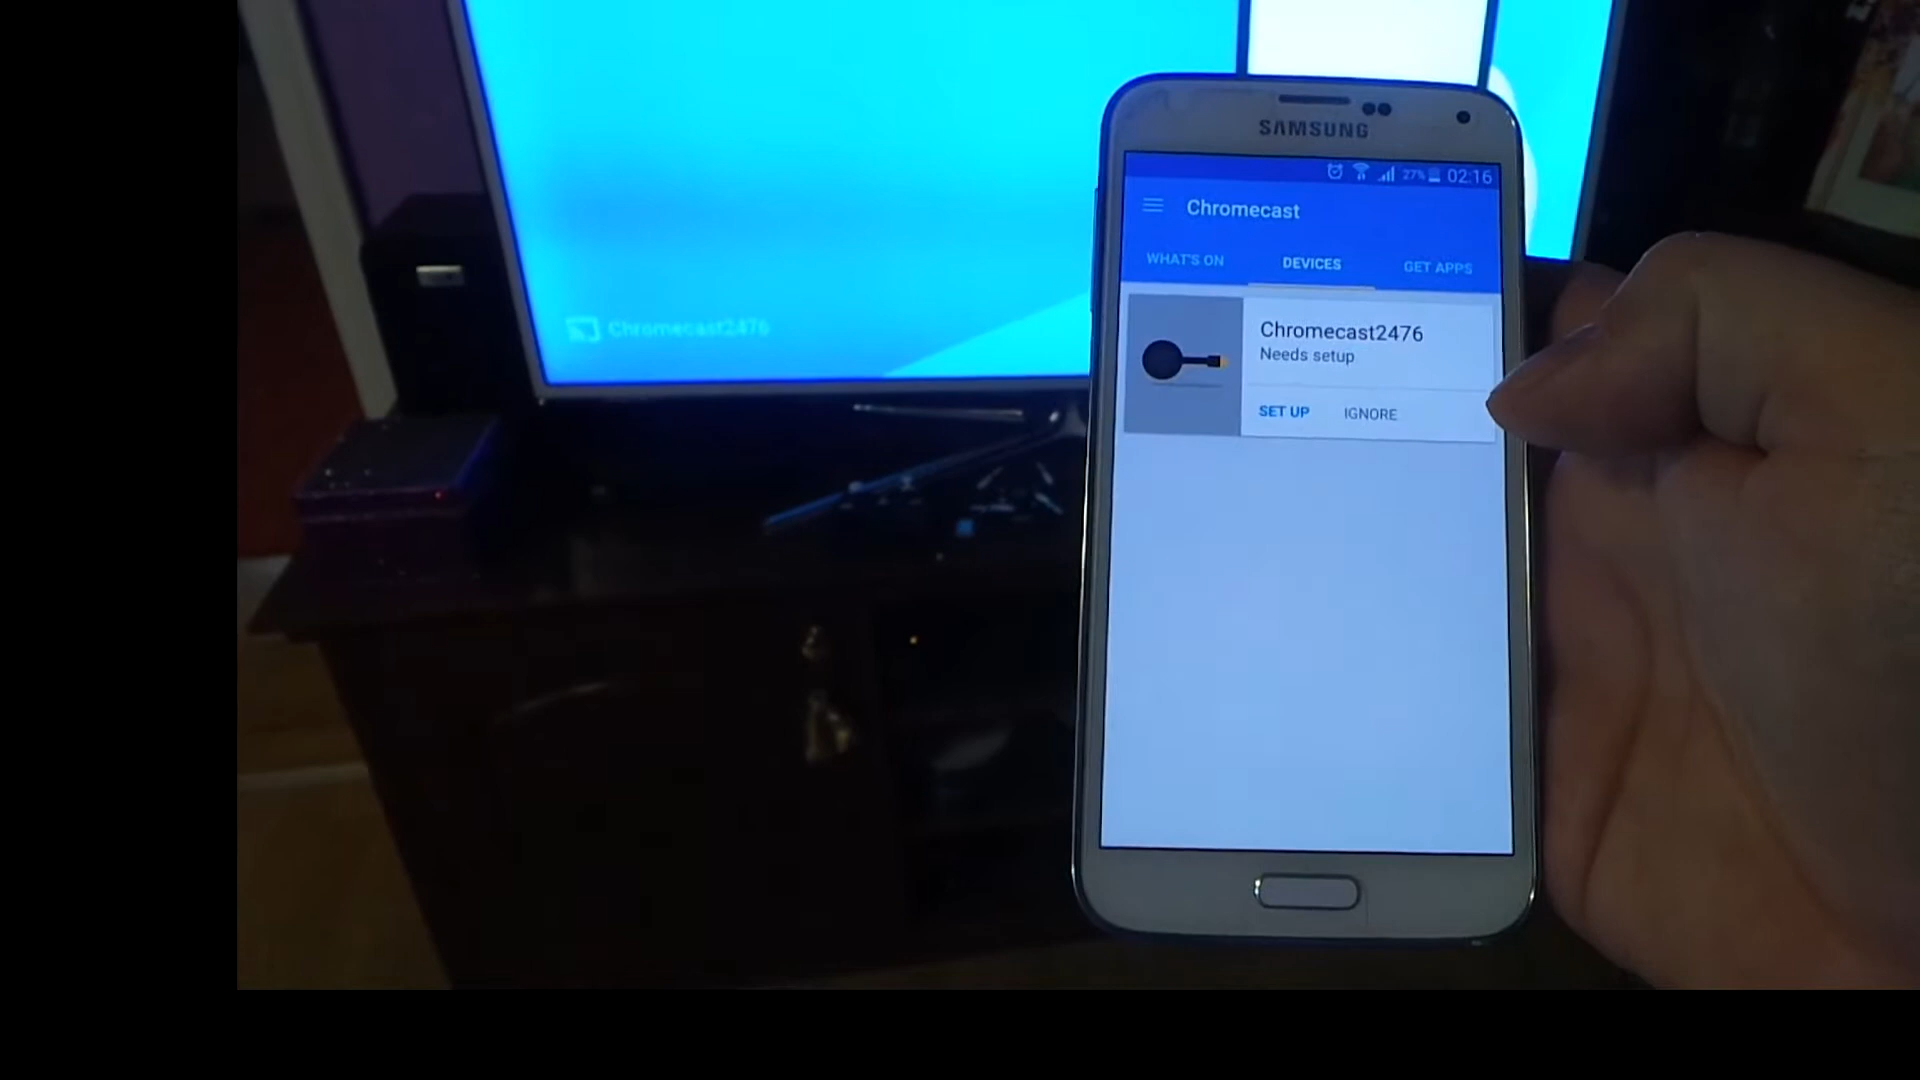 SAMSUNG
27% 02:16
Chromecast
WHAT'S ON DEVICES GET APPS
Chromecast2476
Needs setup
SET UP IGNORE
Chromecast2476